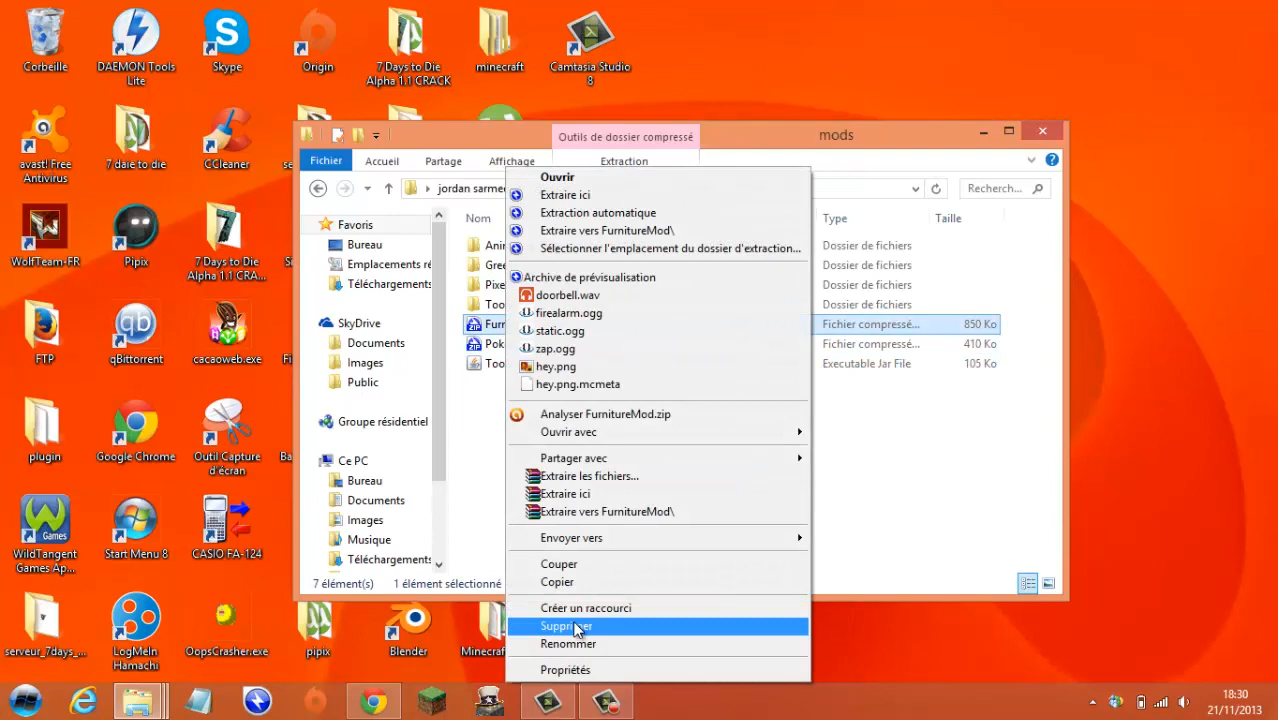 Corbeille
DAEMON Tools
Lite
Skype
Origin
7 Days to Die
Alpha 1.1 CRACK
minecraft
Camtasia Studio
8
avast! Free
Antivirus
7 daie to die
CCleaner
WolfTeam-FR
Pipix
7 Days to Die
Alpha 1.1 CRA...
FTP
qBittorrent
cacaoweb.exe
plugin
Google Chrome
Outil Capture
d'écran
WildTangent
Games Ap...
Start Menu 8
CASIO FA-124
serveur_7days_...
LogMeIn
Hamachi
OopsCrasher.exe
pipix
Blender
Outils de dossier compressé
mods
Fichier
Accueil
Partage
Affichage
Extraction
jordan
Recherch...
Nom
Type
Taille
Favoris
Bureau
Emplacements ré
Téléchargements
SkyDrive
Documents
Images
Public
Groupe résidentiel
Ce PC
Bureau
Documents
Images
Musique
Téléchargements
Dossier de fichiers
Dossier de fichiers
Dossier de fichiers
Dossier de fichiers
Fichier compressé... 850 Ko
Fichier compressé... 410 Ko
Executable Jar File 105 Ko
7 élément(s)
1 élément sélectionné
Ouvrir
Extraire ici
Extraction automatique
Extraire vers FurnitureMod\
Sélectionner l'emplacement du dossier d'extraction...
Archive de prévisualisation
doorbell.wav
firealarm.ogg
static.ogg
zap.ogg
hey.png
hey.png.mcmeta
Analyser FurnitureMod.zip
Ouvrir avec
Partager avec
Extraire les fichiers...
Extraire ici
Extraire vers FurnitureMod\
Envoyer vers
Couper
Copier
Créer un raccourci
Supprimer
Renommer
Propriétés
18:30
21/11/2013